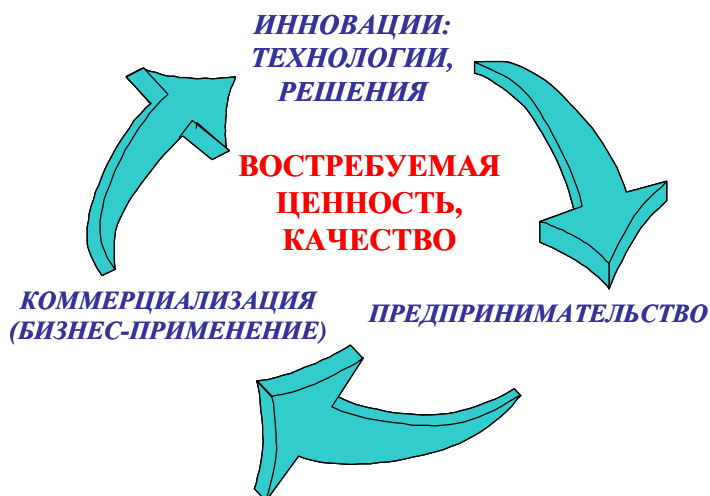 ИННОВАЦИИ:
ТЕХНОЛОГИИ,
РЕШЕНИЯ
ВОСТРЕБУЕМАЯ
ЦЕННОСТЬ,
КАЧЕСТВО
КОММЕРЦИАЛИЗАЦИЯ
(БИЗНЕС-ПРИМЕНЕНИЕ)
ПРЕДПРИНИМАТЕЛЬСТВО